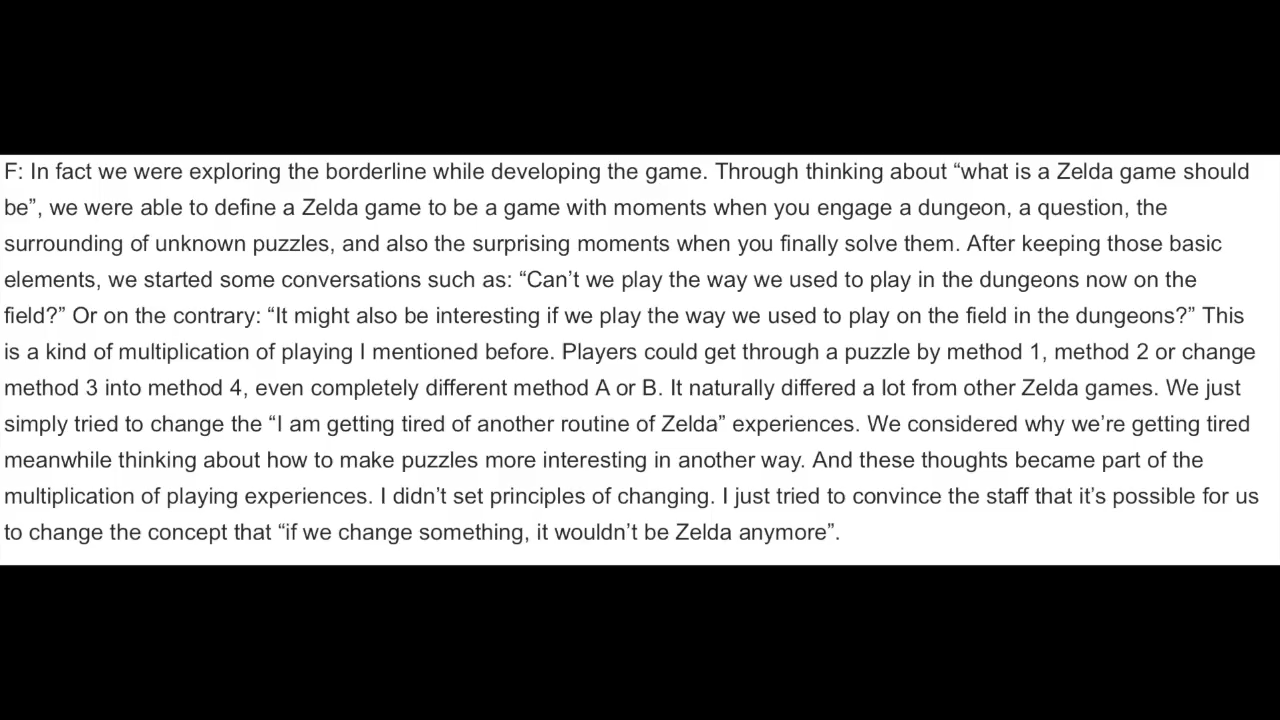 F: In fact we were exploring the borderline while developing the game. Through thinking about “what is a Zelda game should
be”, we were able to define a Zelda game to be a game with moments when you engage a dungeon, a question, the
surrounding of unknown puzzles, and also the surprising moments when you finally solve them. After keeping those basic
elements, we started some conversations such as: “Can’t we play the way we used to play in the dungeons now on the
field?” Or on the contrary: “It might also be interesting if we play the way we used to play on the field in the dungeons?” This
is a kind of multiplication of playing I mentioned before. Players could get through a puzzle by method 1, method 2 or change
method 3 into method 4, even completely different method A or B. It naturally differed a lot from other Zelda games. We just
simply tried to change the “I am getting tired of another routine of Zelda” experiences. We considered why we’re getting tired
meanwhile thinking about how to make puzzles more interesting in another way. And these thoughts became part of the
multiplication of playing experiences. I didn’t set principles of changing. I just tried to convince the staff that it’s possible for us
to change the concept that “if we change something, it wouldn’t be Zelda anymore”.